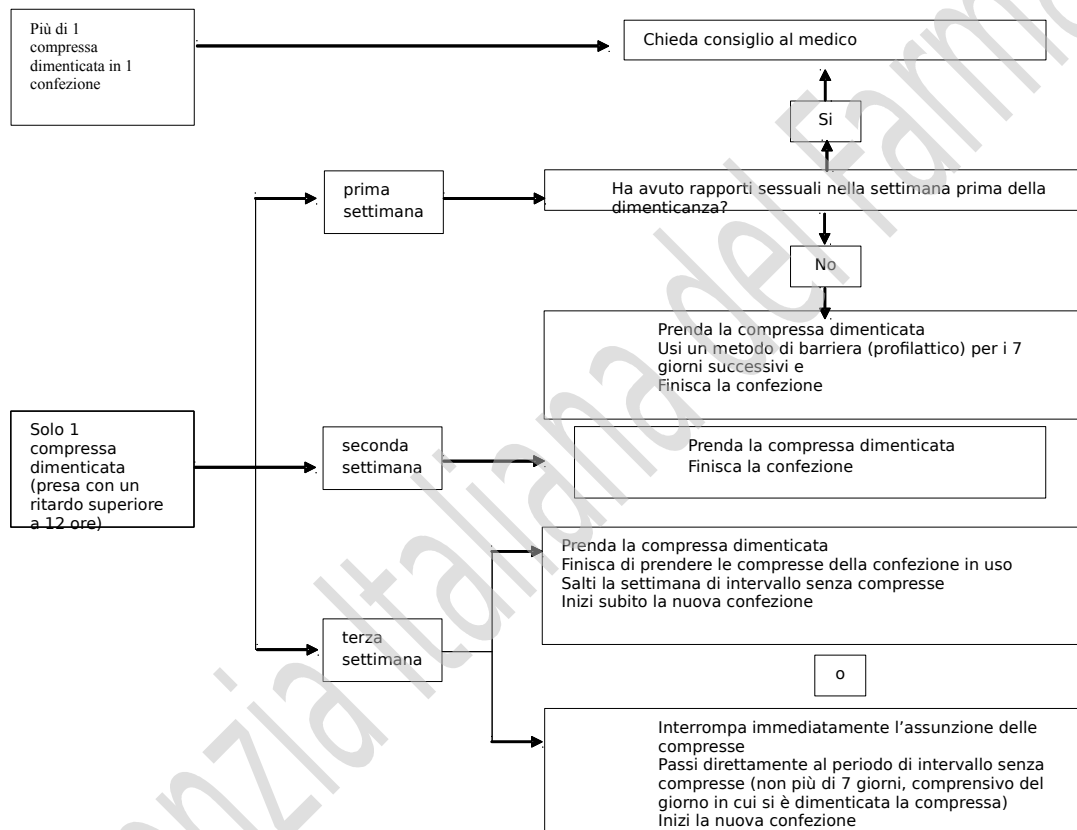 Più di 1
compressa
dimenticata in 1
confezione
Chieda consiglio al medico
Si
prima
settimana
Ha avuto rapporti sessuali nella settimana prima della
dimenticanza?
No
Prenda la compressa dimenticata
Usi un metodo di barriera (profilattico) per i 7
giorni successivi e
Finisca la confezione
Solo 1
compressa
dimenticata
(presa con un
ritardo superiore
a 12 ore)
seconda
settimana
Prenda la compressa dimenticata
Finisca la confezione
Prenda la compressa dimenticata
Finisca di prendere le compresse della confezione in uso
Salti la settimana di intervallo senza compresse
Inizi subito la nuova confezione
terza
settimana
o
Interrompa immediatamente l’assunzione delle
compresse
Passi direttamente al periodo di intervallo senza
compresse (non più di 7 giorni, comprensivo del
giorno in cui si è dimenticata la compressa)
Inizi la nuova confezione
enzia Italiana del Farm